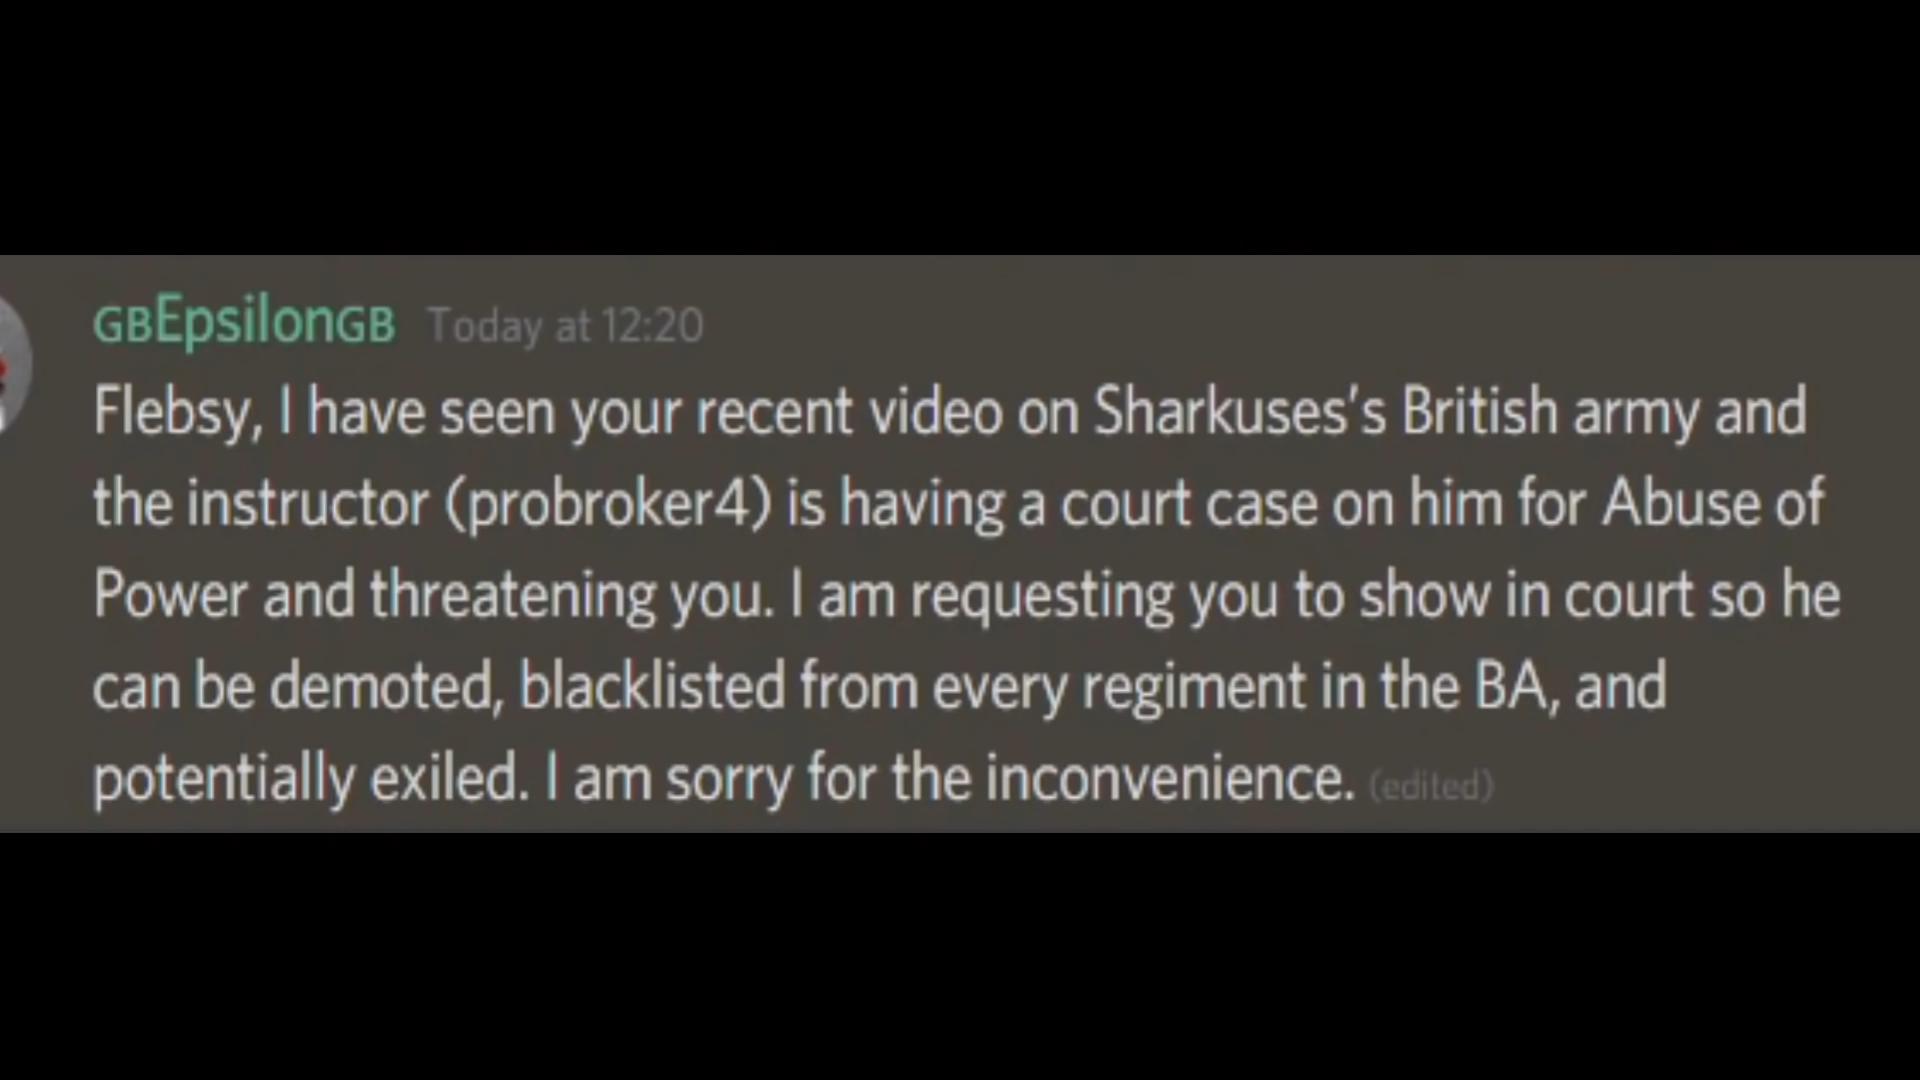 GBEpsilonGB Today at 12:20
Flebsy, I have seen your recent video on Sharkuses's British army and
the instructor (probroker4) is having a court case on him for Abuse of
Power and threatening you. I am requesting you to show in court so he
can be demoted, blacklisted from every regiment in the BA, and
potentially exiled. I am sorry for the inconvenience. (edited)